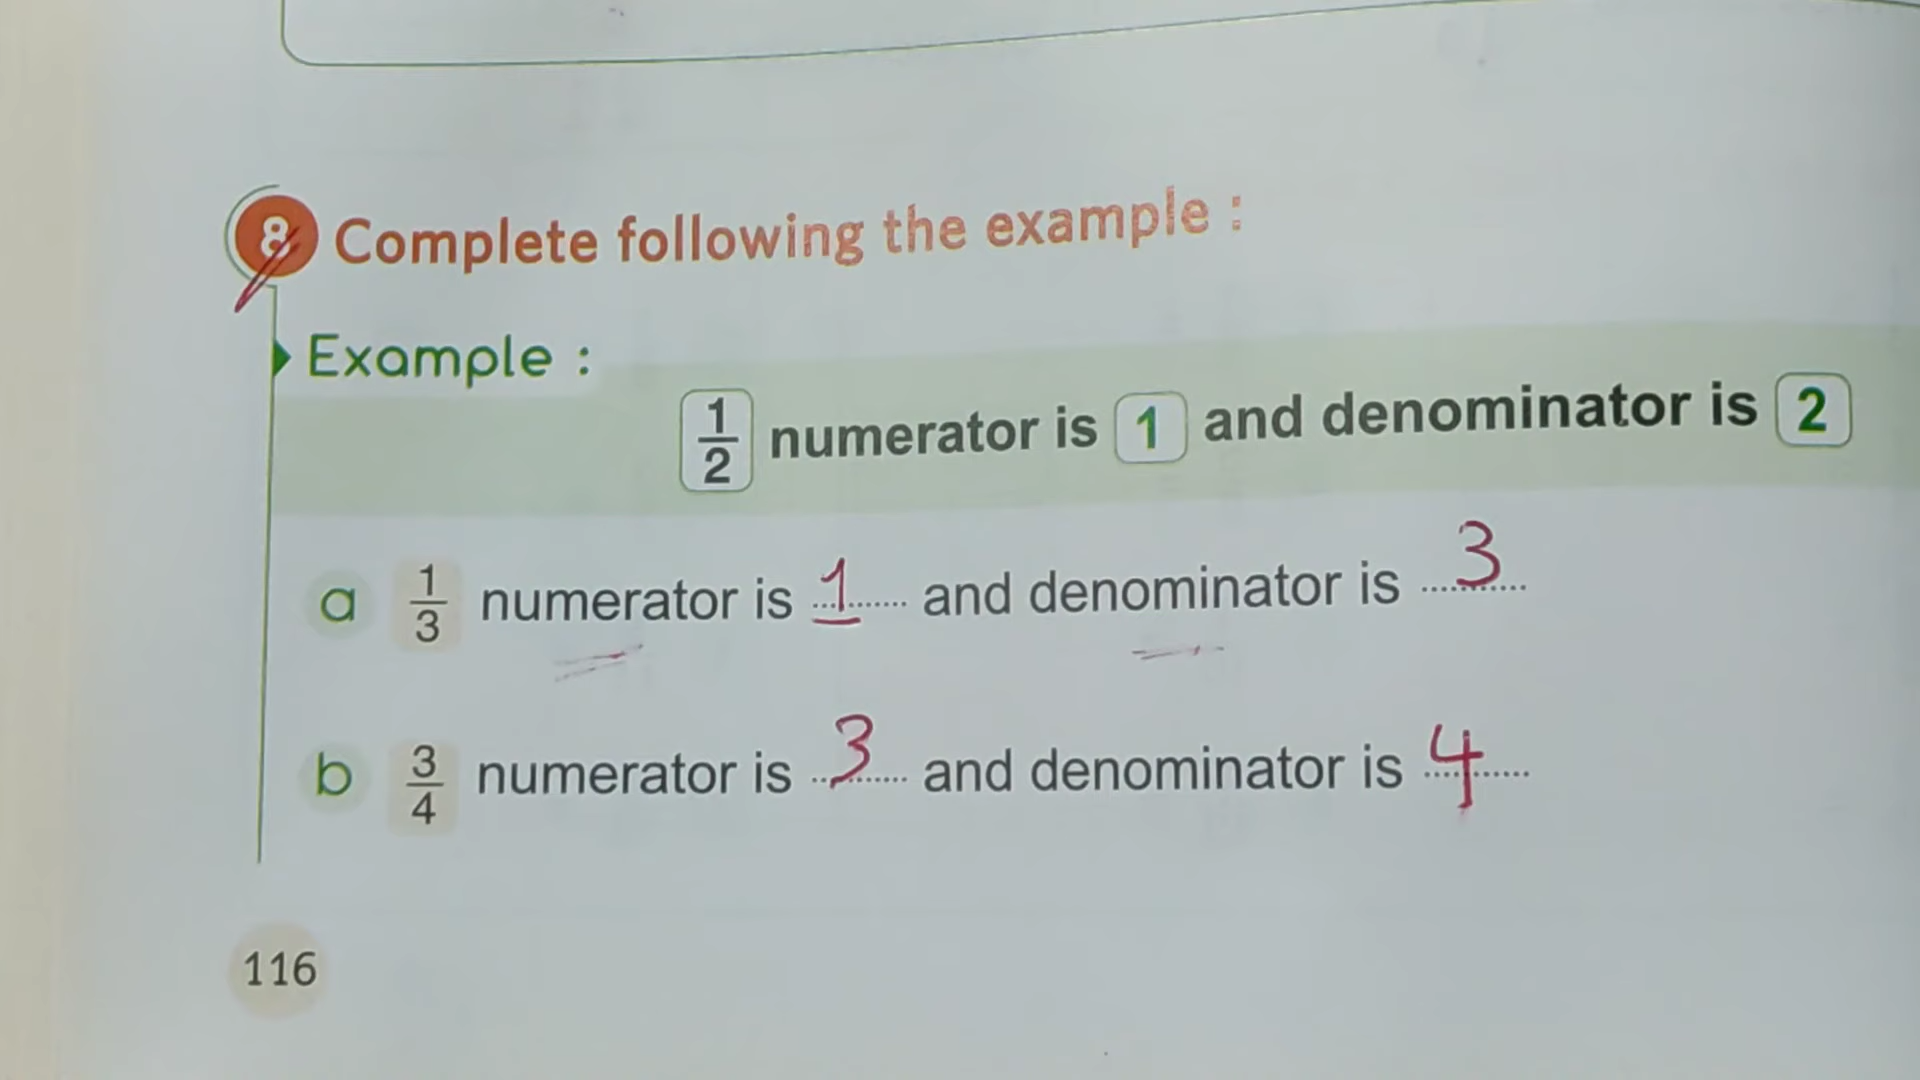 8 Complete following the example :
Example :
1/2 numerator is 1 and denominator is 2
a 1/3 numerator is 1 and denominator is 3
b 3/4 numerator is 3 and denominator is 4
116